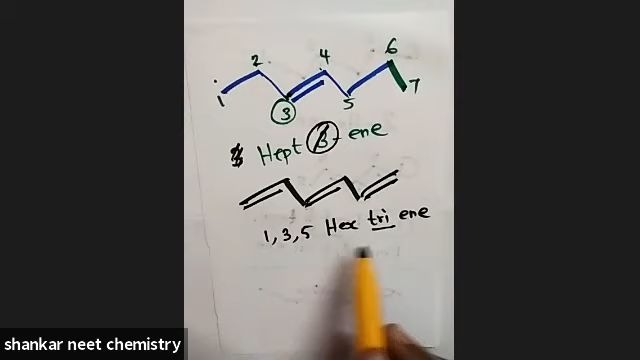 6
2 4
1 3 5 7
Hept 3-ene
1,3,5 Hex tri ene
shankar neet chemistry